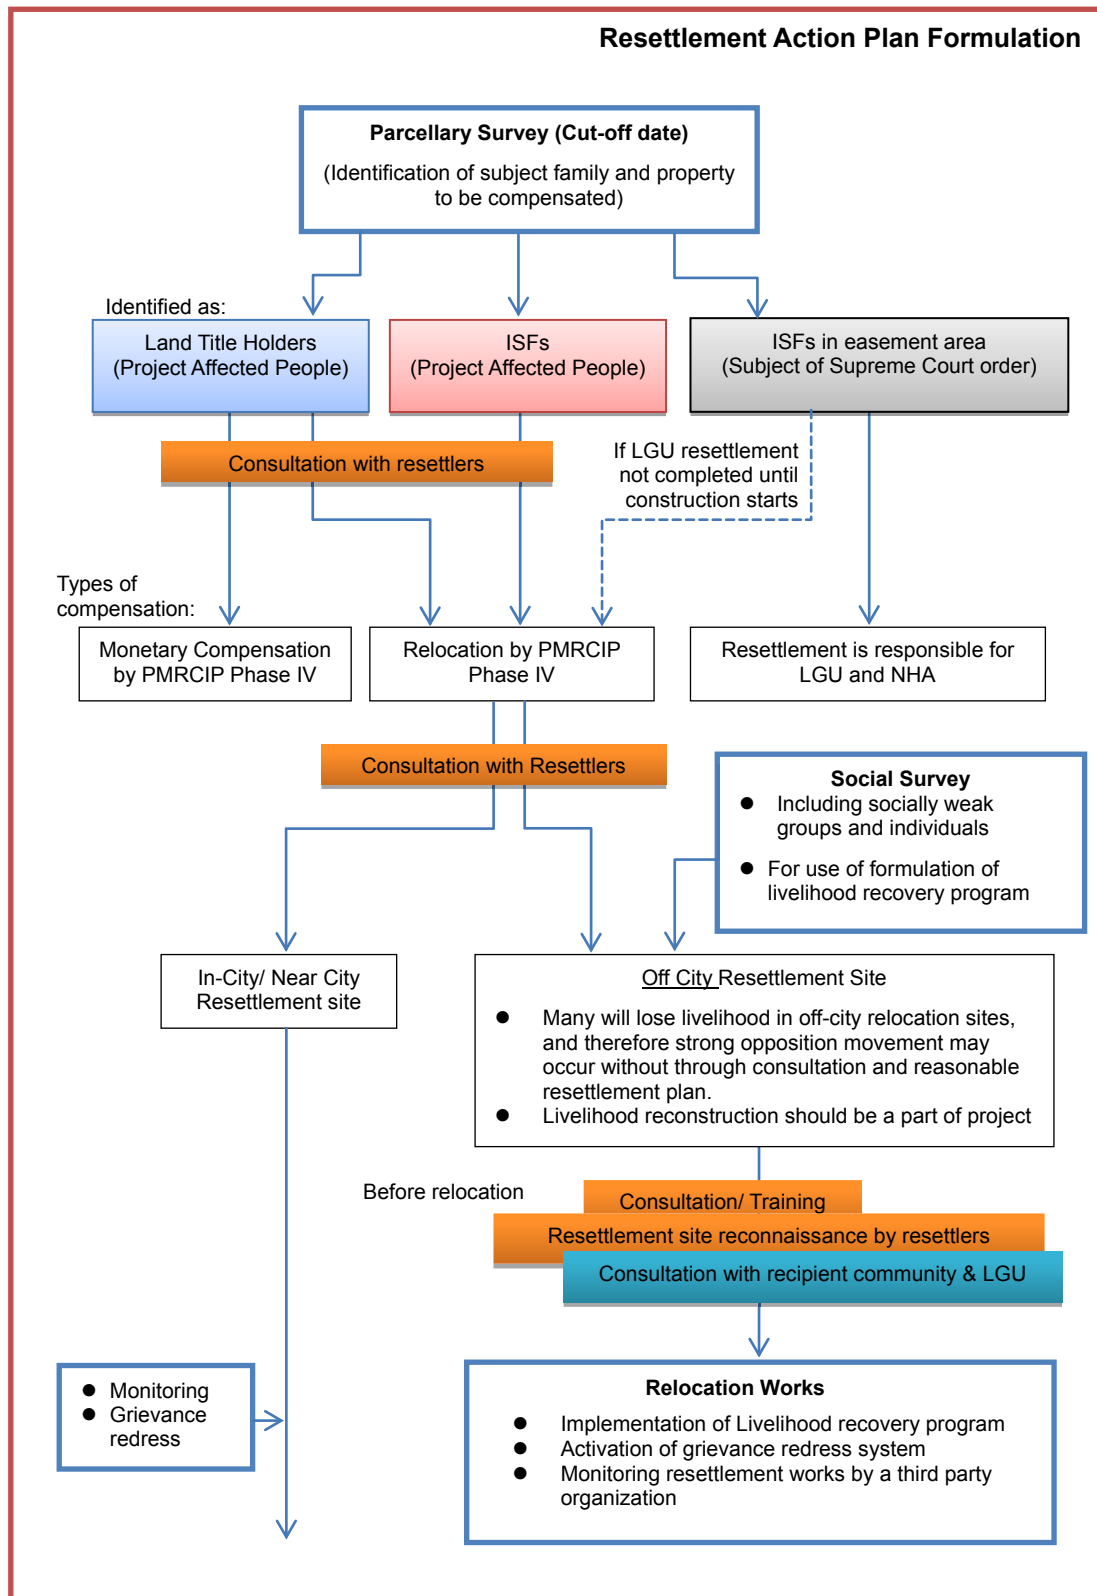 Resettlement Action Plan Formulation
Parcellary Survey (Cut-off date)
(Identification of subject family and property
to be compensated)
Identified as:
Land Title Holders
(Project Affected People)
ISFs
(Project Affected People)
ISFs in easement area
(Subject of Supreme Court order)
Consultation with resettlers
If LGU resettlement
not completed until
construction starts
Types of
compensation:
Monetary Compensation
by PMRCIP Phase IV
Relocation by PMRCIP
Phase IV
Resettlement is responsible for
LGU and NHA
Consultation with Resettlers
Social Survey
● Including socially weak
groups and individuals
● For use of formulation of
livelihood recovery program
In-City/ Near City
Resettlement site
Off City Resettlement Site
● Many will lose livelihood in off-city relocation sites,
and therefore strong opposition movement may
occur without through consultation and reasonable
resettlement plan.
● Livelihood reconstruction should be a part of project
Before relocation
Consultation/ Training
Resettlement site reconnaissance by resettlers
Consultation with recipient community & LGU
● Monitoring
● Grievance
redress
Relocation Works
● Implementation of Livelihood recovery program
● Activation of grievance redress system
● Monitoring resettlement works by a third party
organization